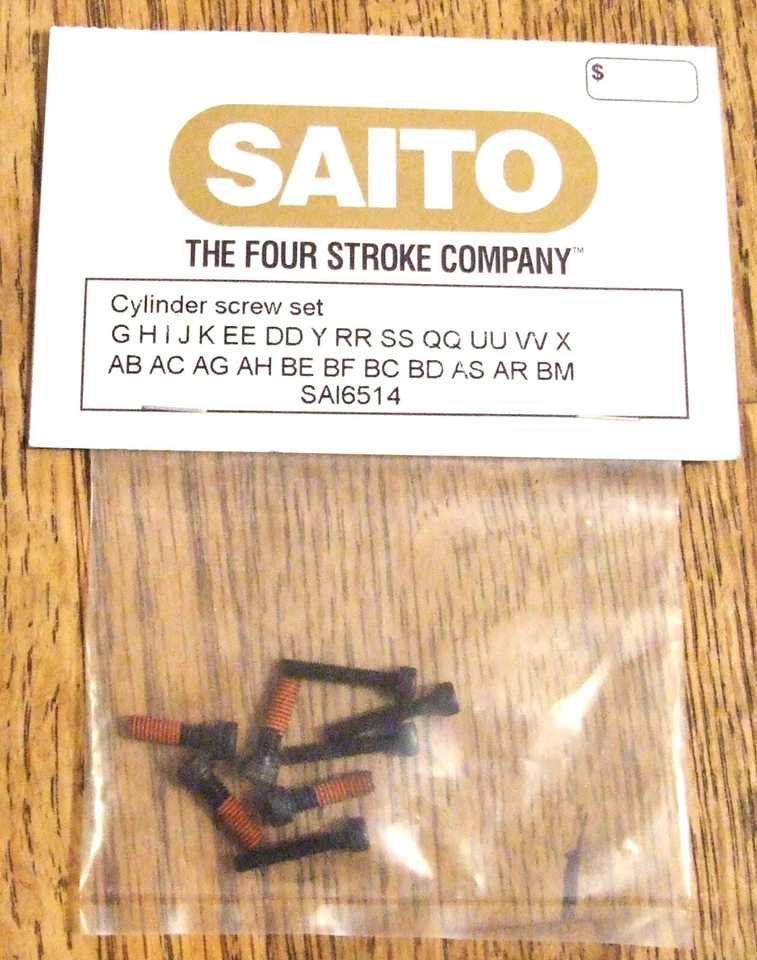 $
SAITO
THE FOUR STROKE COMPANY™
Cylinder screw set
G H I J K EE DD Y RR SS QQ UU VV X
AB AC AG AH BE BF BC BD AS AR BM
SAI6514